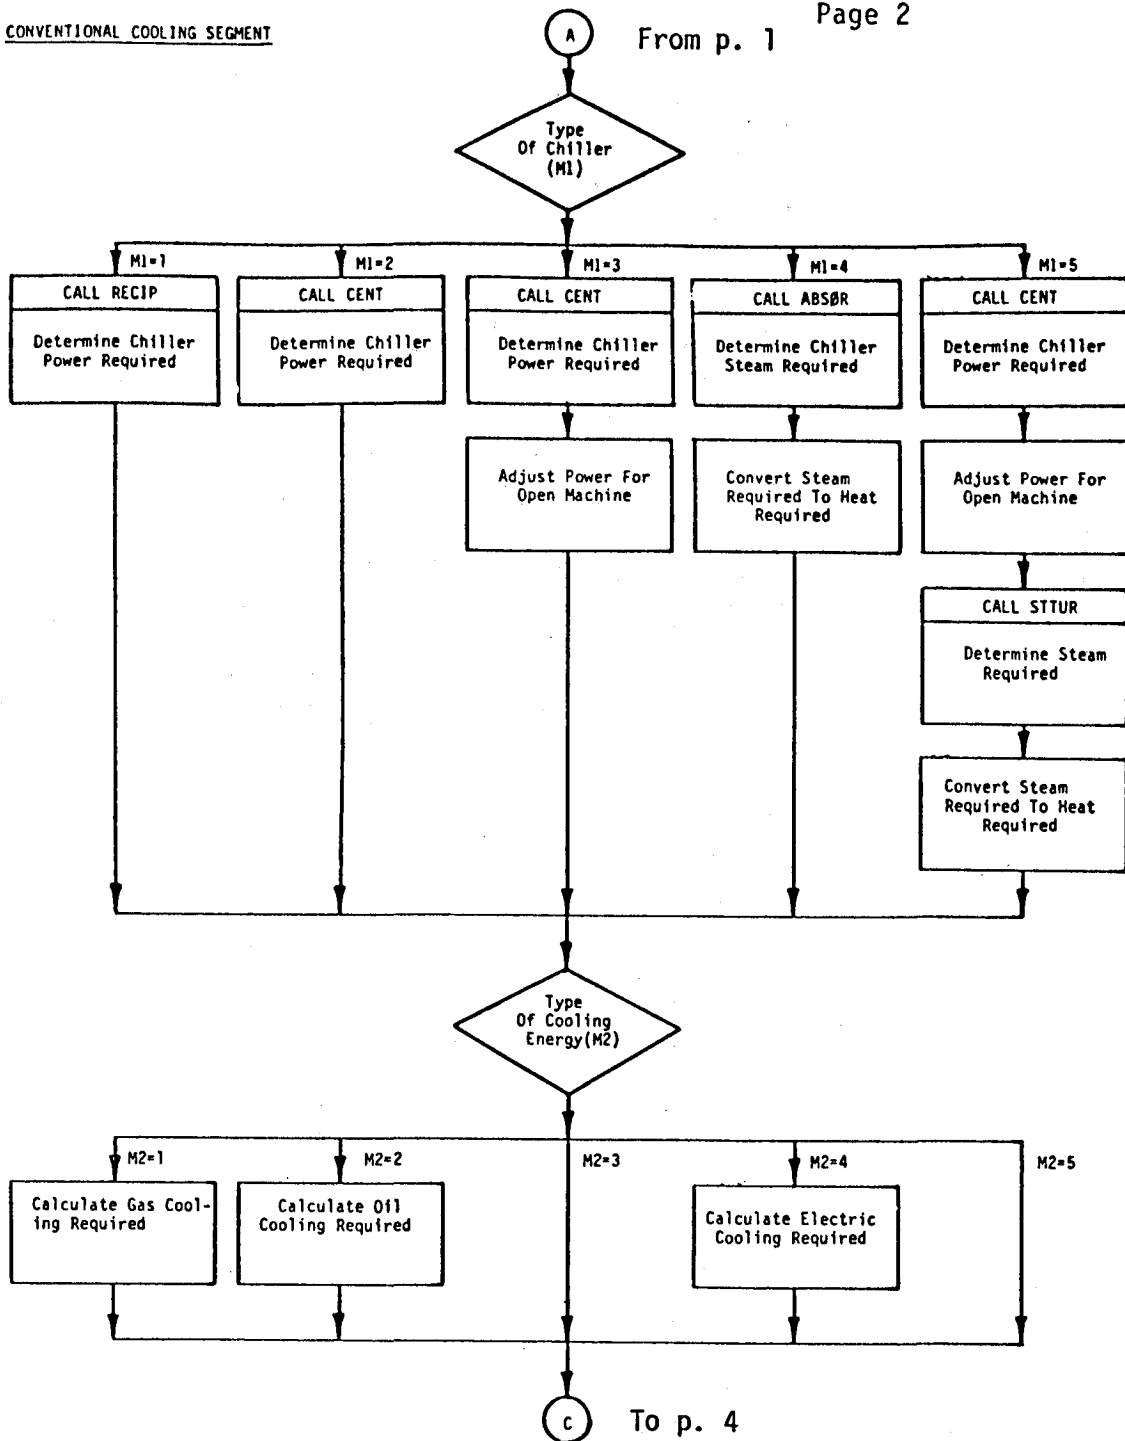 Page 2
CONVENTIONAL COOLING SEGMENT
A
From p. 1
Type
Of Chiller
(M1)
M1=1
M1=2
M1=3
M1=4
M1=5
CALL RECIP
Determine Chiller
Power Required
CALL CENT
Determine Chiller
Power Required
CALL CENT
Determine Chiller
Power Required
CALL ABSØR
Determine Chiller
Steam Required
CALL CENT
Determine Chiller
Power Required
Adjust Power For
Open Machine
Convert Steam
Required To Heat
Required
Adjust Power For
Open Machine
CALL STTUR
Determine Steam
Required
Convert Steam
Required To Heat
Required
Type
Of Cooling
Energy(M2)
M2=1
M2=2
M2=3
M2=4
M2=5
Calculate Gas Cool-
ing Required
Calculate Oil
Cooling Required
Calculate Electric
Cooling Required
C
To p. 4